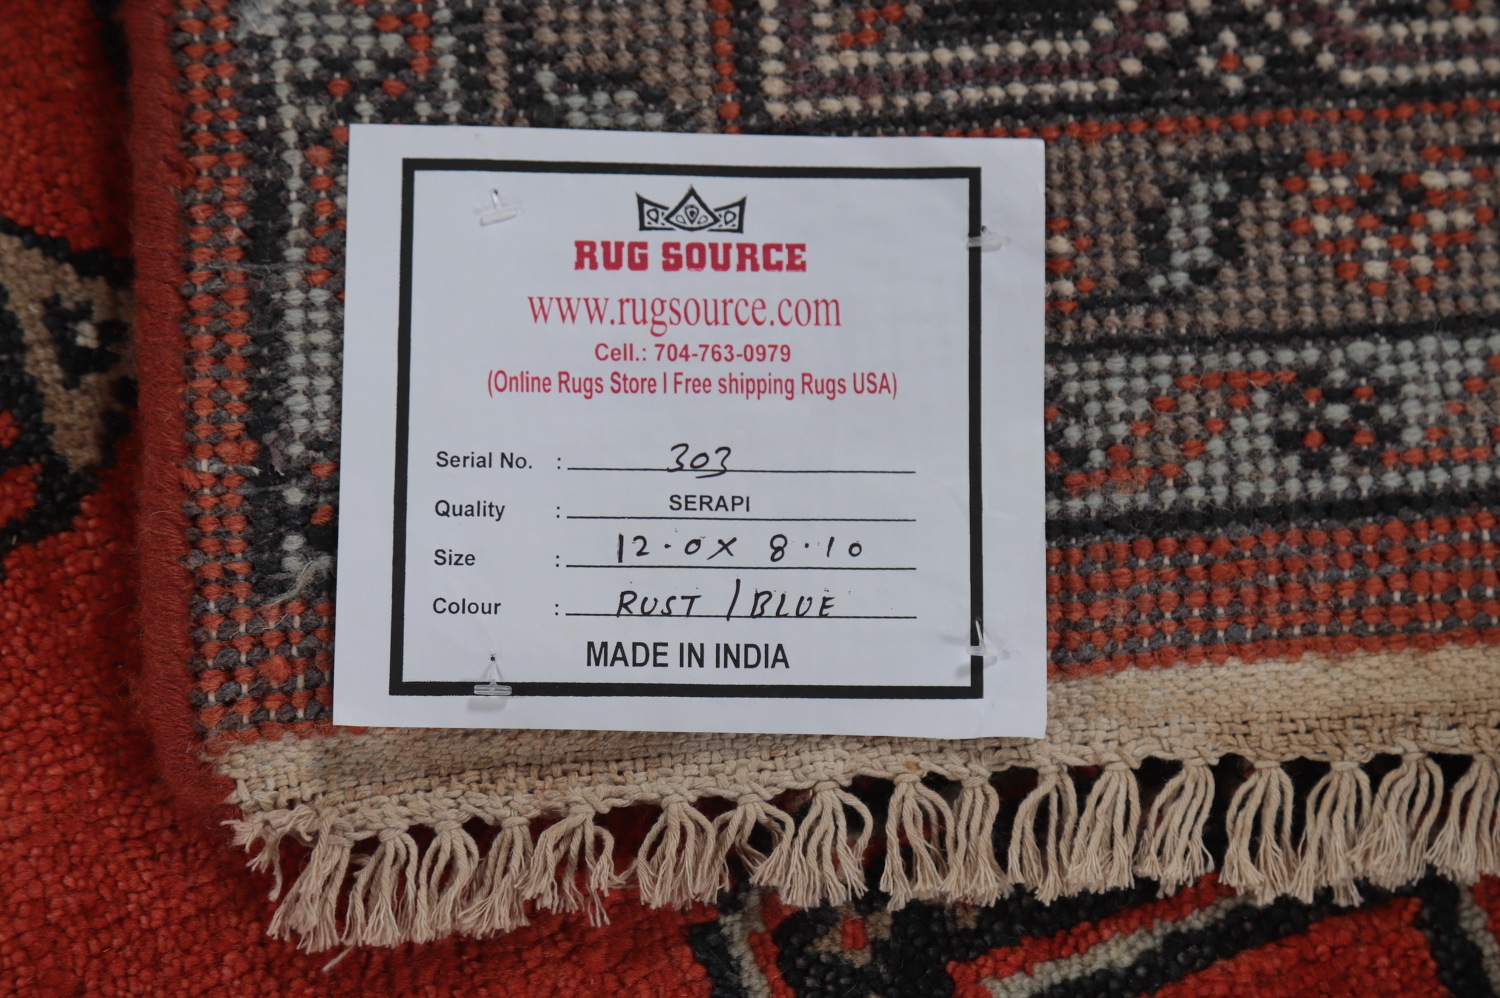 RUG SOURCE
www.rugsource.com
Cell.: 704-763-0979
(Online Rugs Store I Free shipping Rugs USA)
Serial No. : 303
Quality : SERAPI
Size : 12.0 X 8.10
Colour : RUST / BLUE
MADE IN INDIA